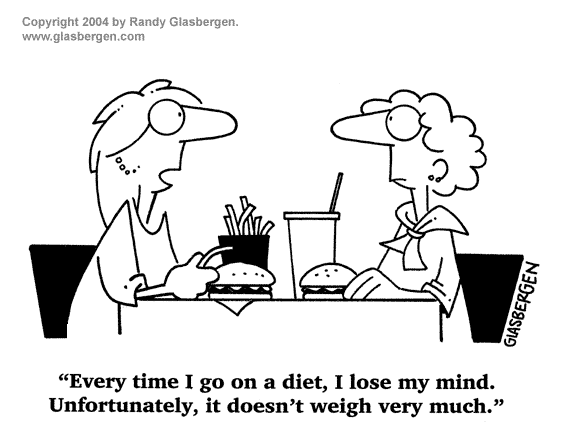 Copyright 2004 by Randy Glasbergen.
www.glasbergen.com
GLASBERGEN
“Every time I go on a diet, I lose my mind.
Unfortunately, it doesn’t weigh very much.”